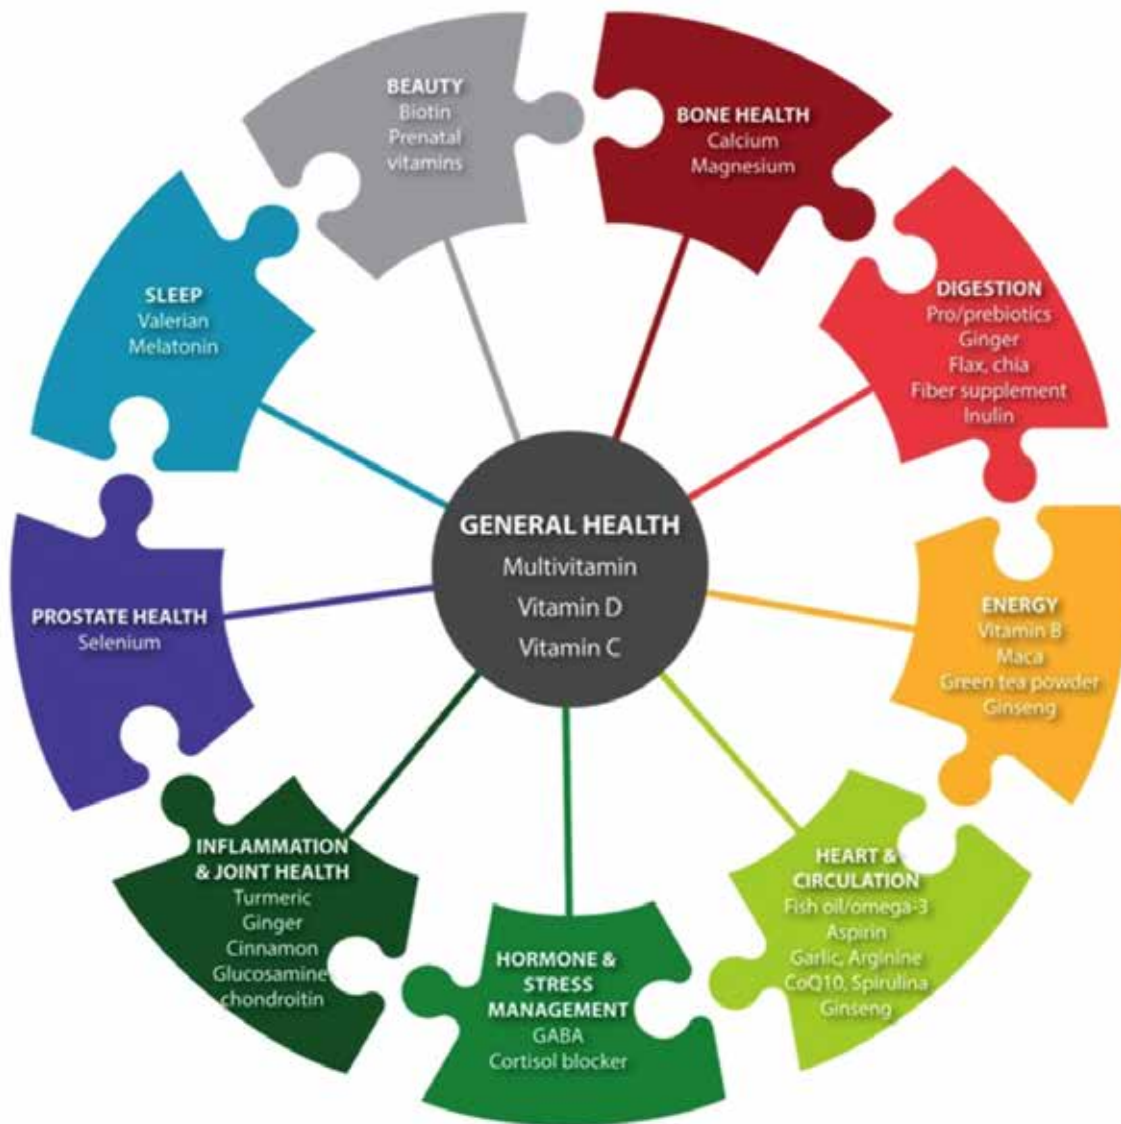 BEAUTY
Biotin
Prenatal
vitamins
BONE HEALTH
Calcium
Magnesium
DIGESTION
Pro/prebiotics
Ginger
Flax, chia
Fiber supplement
Inulin
ENERGY
Vitamin B
Maca
Green tea powder
Ginseng
HEART &
CIRCULATION
Fish oil/omega-3
Aspirin
Garlic, Arginine
CoQ10, Spirulina
Ginseng
HORMONE &
STRESS
MANAGEMENT
GABA
Cortisol blocker
INFLAMMATION
& JOINT HEALTH
Turmeric
Ginger
Cinnamon
Glucosamine
chondroitin
PROSTATE HEALTH
Selenium
SLEEP
Valerian
Melatonin
GENERAL HEALTH
Multivitamin
Vitamin D
Vitamin C